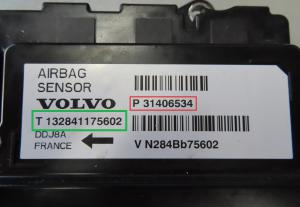 AIRBAG
SENSOR
VOLVO P 31406534
T 132841175602
DDJ8A
FRANCE V N284Bb75602